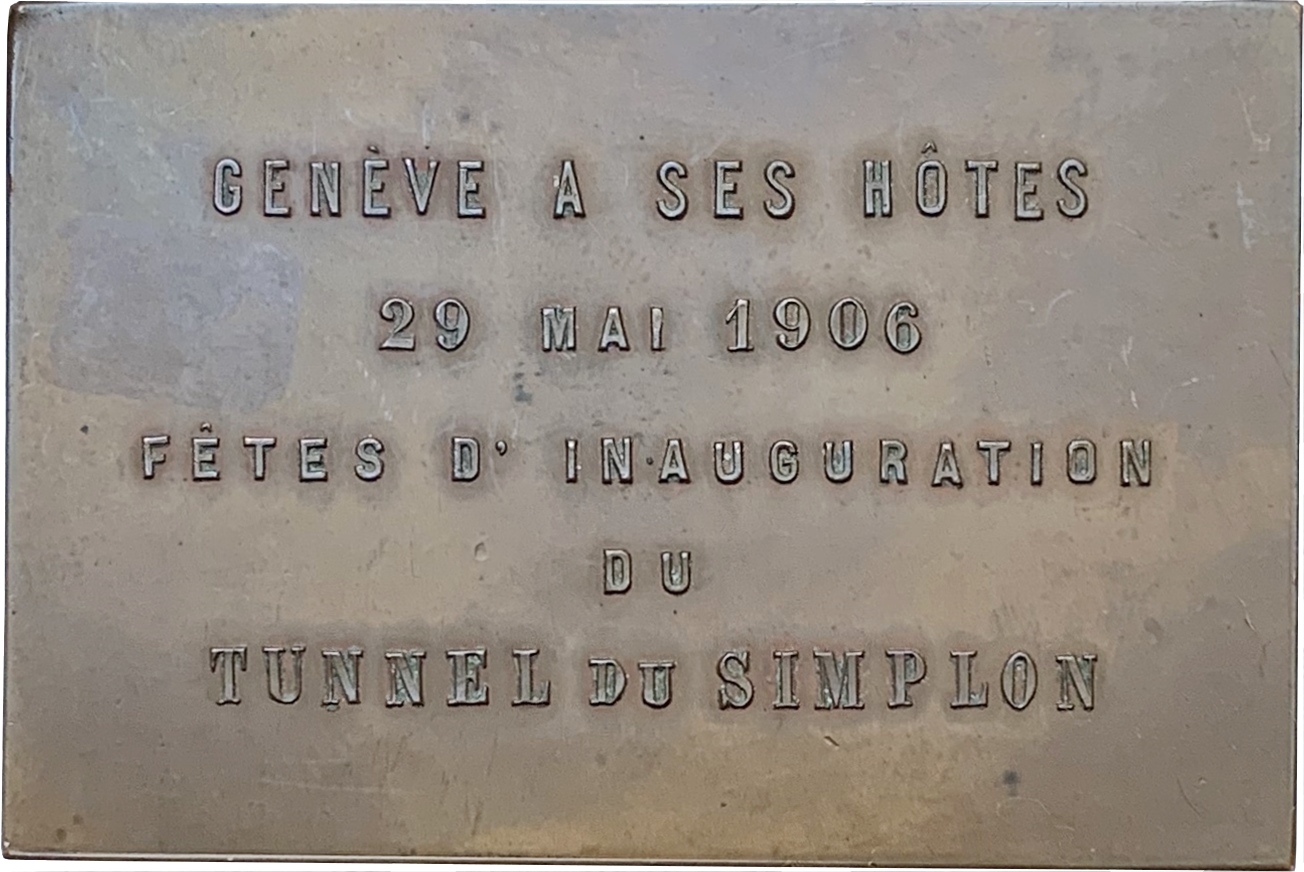 GENÈVE A SES HÔTES
29 MAI 1906
FÊTES D' INAUGURATION
DU
TUNNEL DU SIMPLON